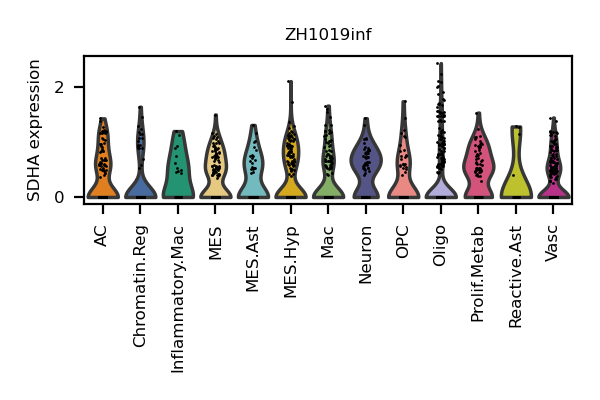 ZH1019inf
SDHA expression
2
0
AC
Chromatin.Reg
Inflammatory.Mac
MES
MES.Ast
MES.Hyp
Mac
Neuron
OPC
Oligo
Prolif.Metab
Reactive.Ast
Vasc